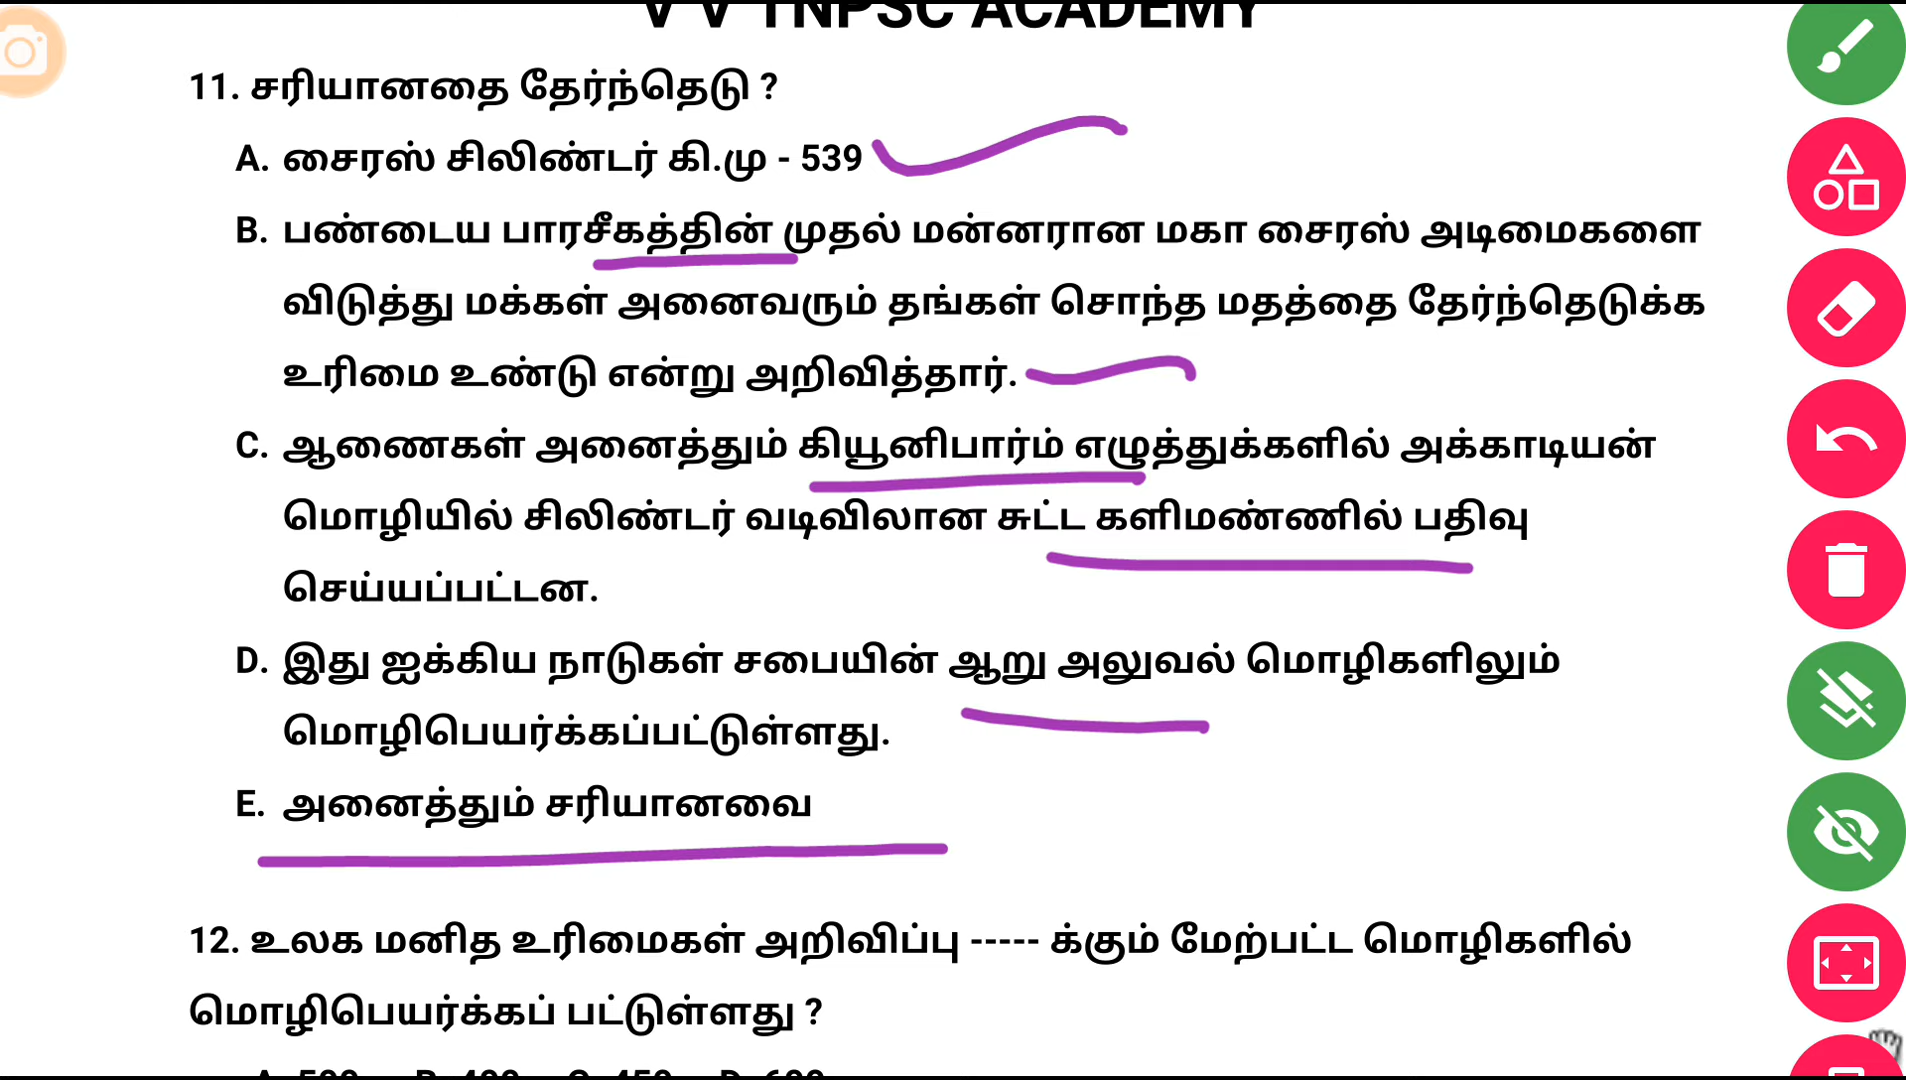 V V TNPSC ACADEMY
11. சரியானதை தேர்ந்தெடு ?
A. சைரஸ் சிலிண்டர் கி.மு - 539
B. பண்டைய பாரசீகத்தின் முதல் மன்னரான மகா சைரஸ் அடிமைகளை
விடுத்து மக்கள் அனைவரும் தங்கள் சொந்த மதத்தை தேர்ந்தெடுக்க
உரிமை உண்டு என்று அறிவித்தார்.
C. ஆணைகள் அனைத்தும் கியூனிபார்ம் எழுத்துக்களில் அக்காடியன்
மொழியில் சிலிண்டர் வடிவிலான சுட்ட களிமண்ணில் பதிவு
செய்யப்பட்டன.
D. இது ஐக்கிய நாடுகள் சபையின் ஆறு அலுவல் மொழிகளிலும்
மொழிபெயர்க்கப்பட்டுள்ளது.
E. அனைத்தும் சரியானவை
12. உலக மனித உரிமைகள் அறிவிப்பு ----- க்கும் மேற்பட்ட மொழிகளில்
மொழிபெயர்க்கப் பட்டுள்ளது ?